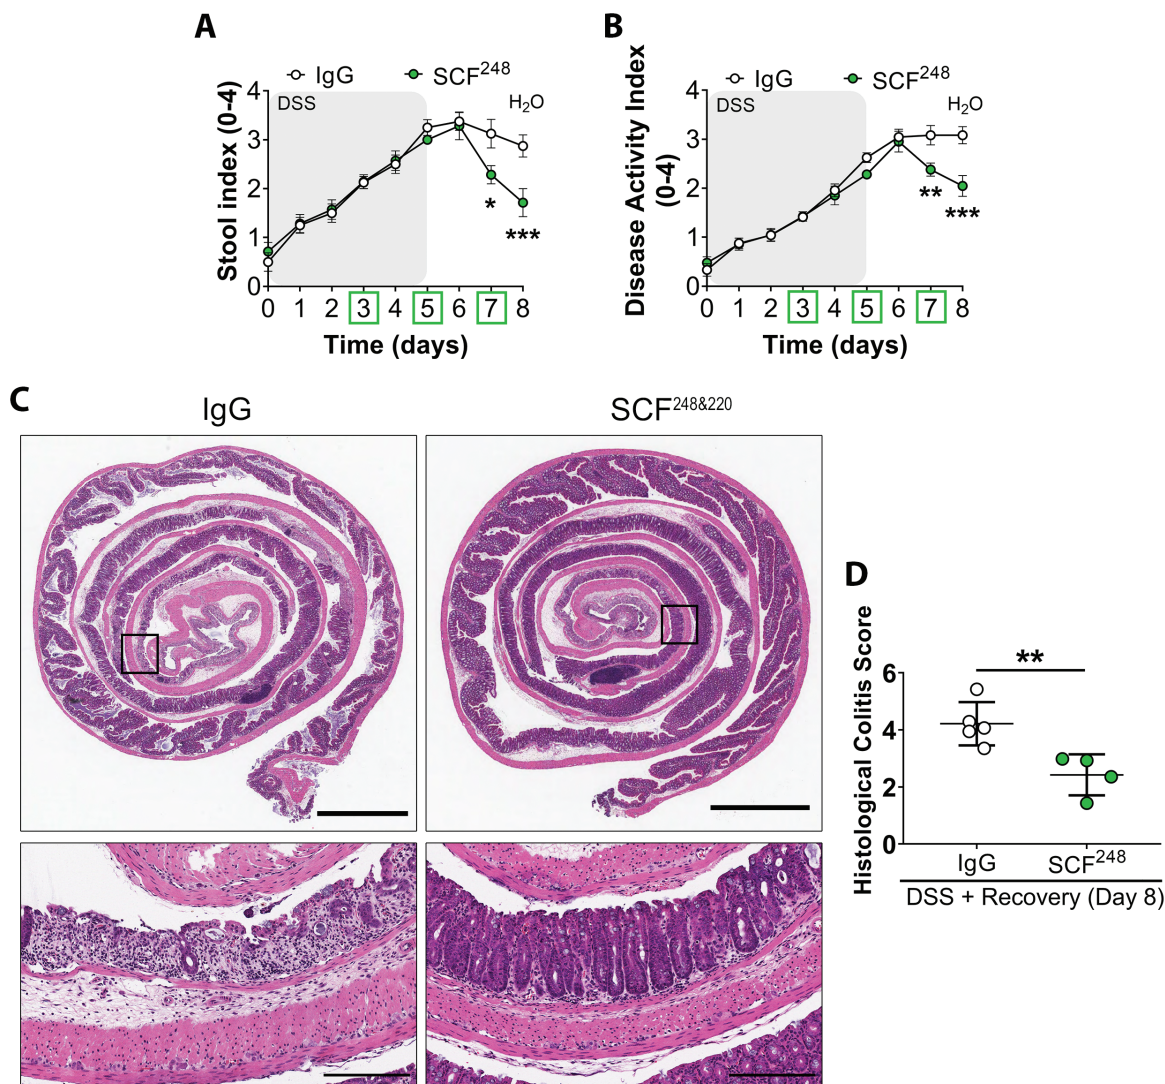 A
IgG
SCF248
Stool index (0-4)
4
3
2
1
0
DSS
H2O
*
***
0 1 2 3 4 5 6 7 8
Time (days)
B
IgG
SCF248
Disease Activity Index
(0-4)
4
3
2
1
0
DSS
H2O
**
***
0 1 2 3 4 5 6 7 8
Time (days)
C
IgG
SCF248&220
D
Histological Colitis Score
6
4
2
0
**
IgG
SCF248
DSS + Recovery (Day 8)